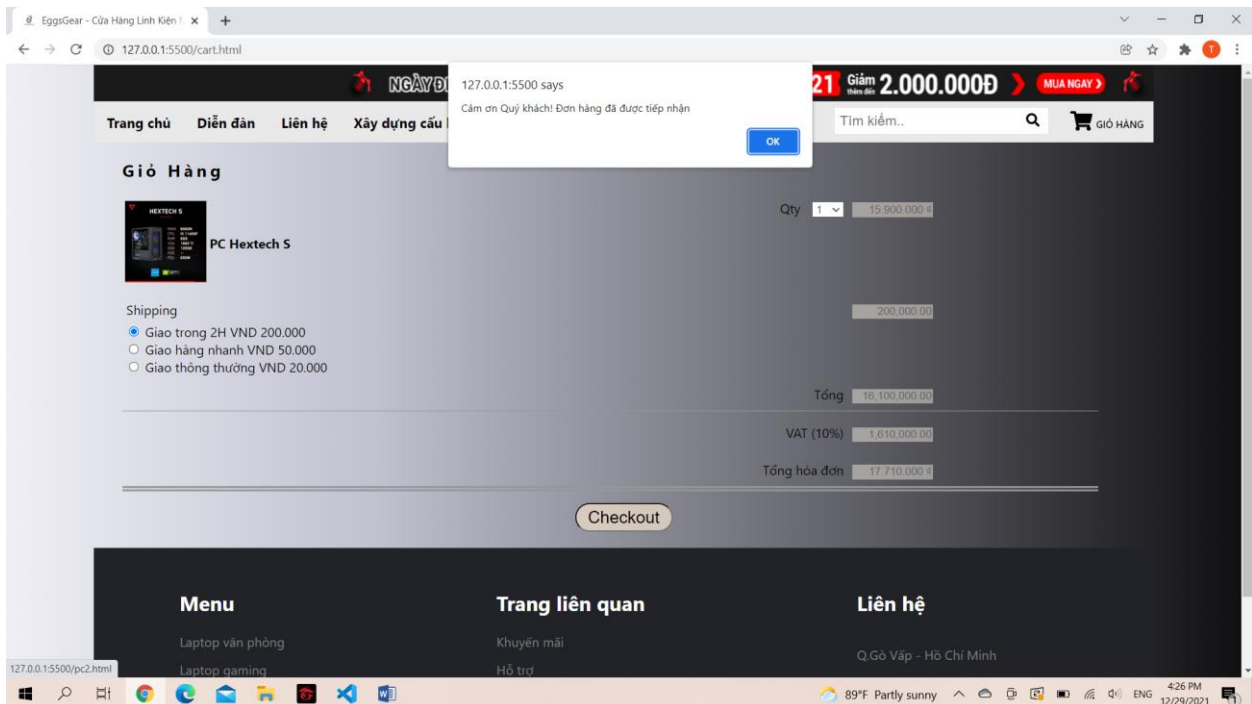 EggsGear - Cửa Hàng Linh Kiện
127.0.0.1:5500/cart.html
NGÀY
21 Giảm thêm đến 2.000.000Đ MUA NGAY
127.0.0.1:5500 says
Cảm ơn Quý khách! Đơn hàng đã được tiếp nhận
OK
Trang chủ Diễn đàn Liên hệ Xây dựng cấu Tìm kiếm.. GIỎ HÀNG
Giỏ Hàng
HEXTECH S
PC Hextech S
Qty 1 15.900.000 ₫
Shipping
200,000.00
Giao trong 2H VND 200.000
Giao hàng nhanh VND 50.000
Giao thông thường VND 20.000
Tổng 16,100,000.00
VAT (10%) 1,610,000.00
Tổng hóa đơn 17.710.000 ₫
Checkout
Menu Trang liên quan Liên hệ
Laptop văn phòng Khuyến mãi
Q.Gò Vấp - Hồ Chí Minh
Laptop gaming Hỗ trợ
127.0.0.1:5500/pc2.html
89°F Partly sunny ENG 4:26 PM
12/29/2021